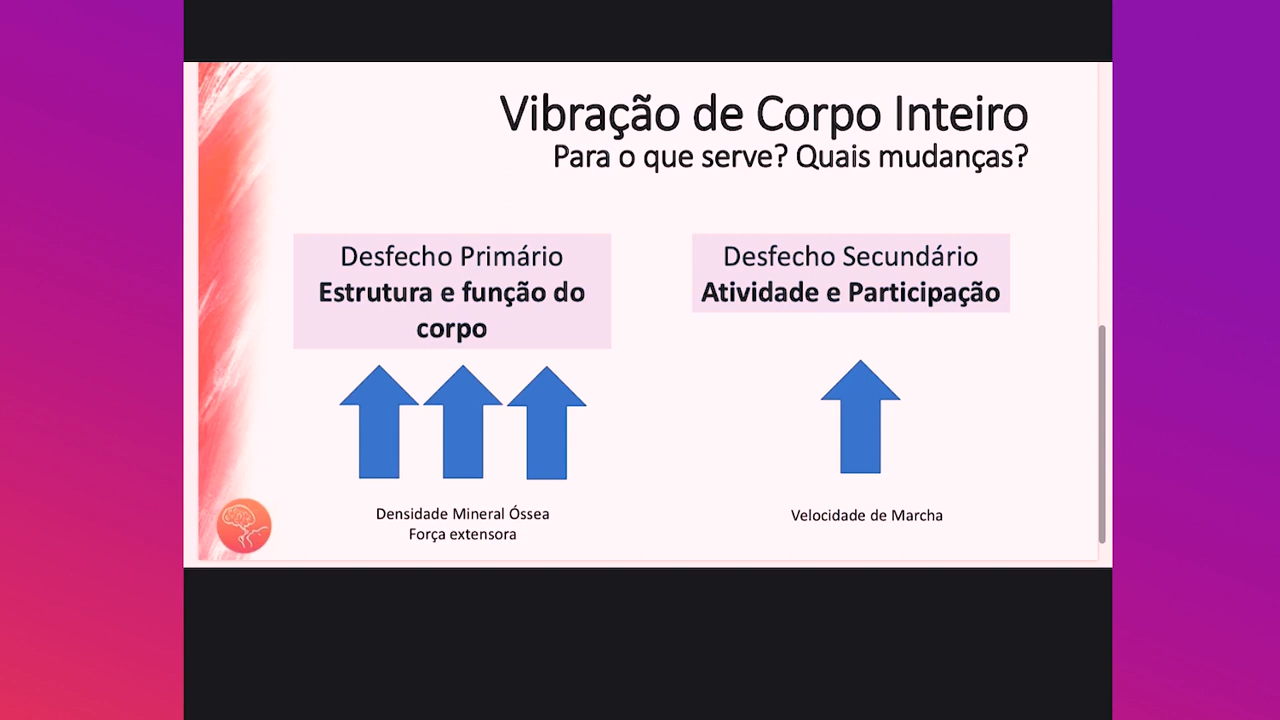 Vibração de Corpo Inteiro
Para o que serve? Quais mudanças?
Desfecho Primário
Estrutura e função do
corpo
Desfecho Secundário
Atividade e Participação
Densidade Mineral Óssea
Força extensora
Velocidade de Marcha